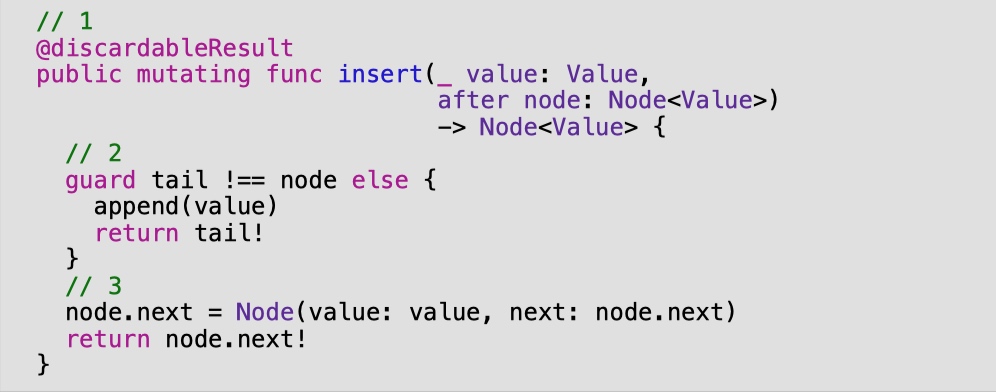 // 1
@discardableResult
public mutating func insert(_ value: Value,
                            after node: Node<Value>)
                            -> Node<Value> {
  // 2
  guard tail !== node else {
    append(value)
    return tail!
  }
  // 3
  node.next = Node(value: value, next: node.next)
  return node.next!
}